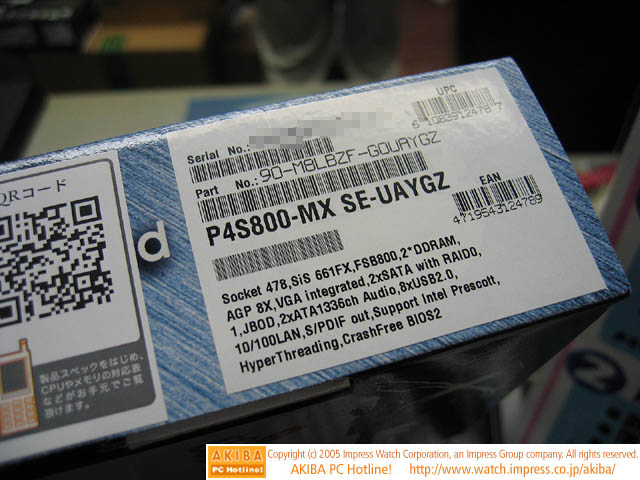 QRコード
製品スペックをはじめ、
CPUやメモリの対応表
などがお手元でご覧
頂けます。
d
UPC
Serial No.:
Part No.:90-M8LBZF-G0UAYGZ
P4S800-MX SE-UAYGZ
EAN
4719543124789
Socket 478,SiS 661FX,FSB800,2*DDRAM,
AGP 8X,VGA integrated,2xSATA with RAID0,
1,JBOD,2xATA1336ch Audio,8xUSB2.0,
10/100LAN,S/PDIF out,Support Intel Prescott,
HyperThreading,CrashFree BIOS2
2
AKIBA
PC Hotline!
Copyright (c) 2005 Impress Watch Corporation, an Impress Group company. All rights reserved.
AKIBA PC Hotline! http://www.watch.impress.co.jp/akiba/